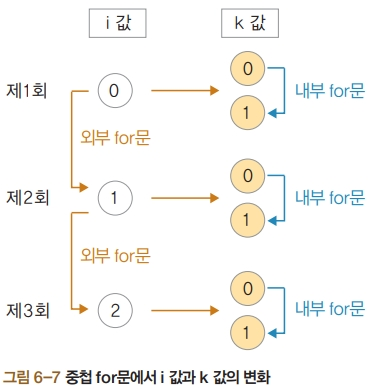 i 값 k 값
제1회 0 0 내부 for문
1
외부 for문
제2회 1 0 내부 for문
1
외부 for문
제3회 2 0 내부 for문
1
그림 6-7 중첩 for문에서 i 값과 k 값의 변화